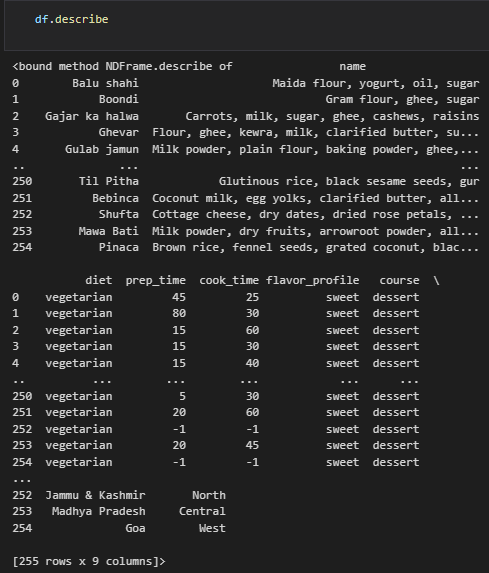 df.describe
<bound method NDFrame.describe of                name
0        Balu shahi                    Maida flour, yogurt, oil, sugar
1            Boondi                            Gram flour, ghee, sugar
2    Gajar ka halwa       Carrots, milk, sugar, ghee, cashews, raisins
3            Ghevar  Flour, ghee, kewra, milk, clarified butter, su...
4       Gulab jamun  Milk powder, plain flour, baking powder, ghee,...
..              ...                                                ...
250       Til Pitha            Glutinous rice, black sesame seeds, gur
251         Bebinca  Coconut milk, egg yolks, clarified butter, all...
252          Shufta  Cottage cheese, dry dates, dried rose petals, ...
253       Mawa Bati  Milk powder, dry fruits, arrowroot powder, all...
254          Pinaca  Brown rice, fennel seeds, grated coconut, blac...
           diet  prep_time  cook_time flavor_profile   course  \
0    vegetarian         45         25          sweet  dessert
1    vegetarian         80         30          sweet  dessert
2    vegetarian         15         60          sweet  dessert
3    vegetarian         15         30          sweet  dessert
4    vegetarian         15         40          sweet  dessert
..          ...        ...        ...            ...      ...
250  vegetarian          5         30          sweet  dessert
251  vegetarian         20         60          sweet  dessert
252  vegetarian         -1         -1          sweet  dessert
253  vegetarian         20         45          sweet  dessert
254  vegetarian         -1         -1          sweet  dessert
...
252  Jammu & Kashmir       North
253   Madhya Pradesh     Central
254              Goa        West
[255 rows x 9 columns]>